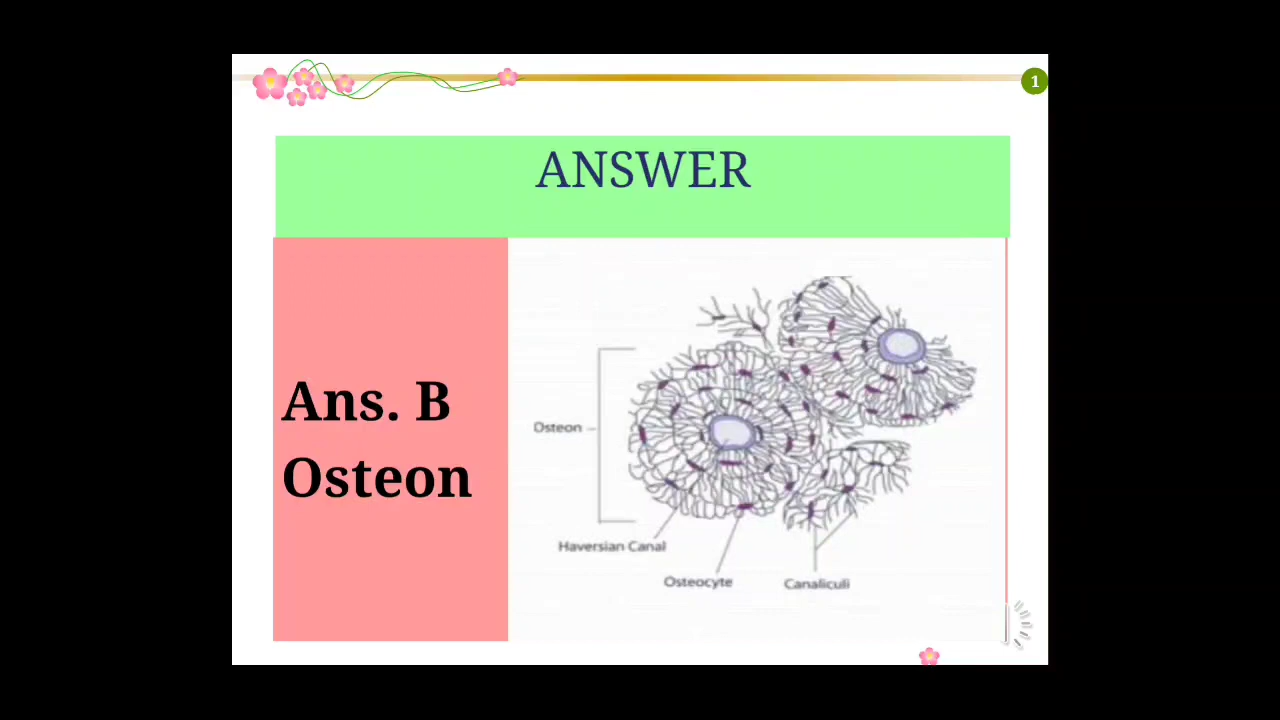 1
ANSWER
Ans. B
Osteon
Osteon
Haversian Canal
Osteocyte
Canaliculi